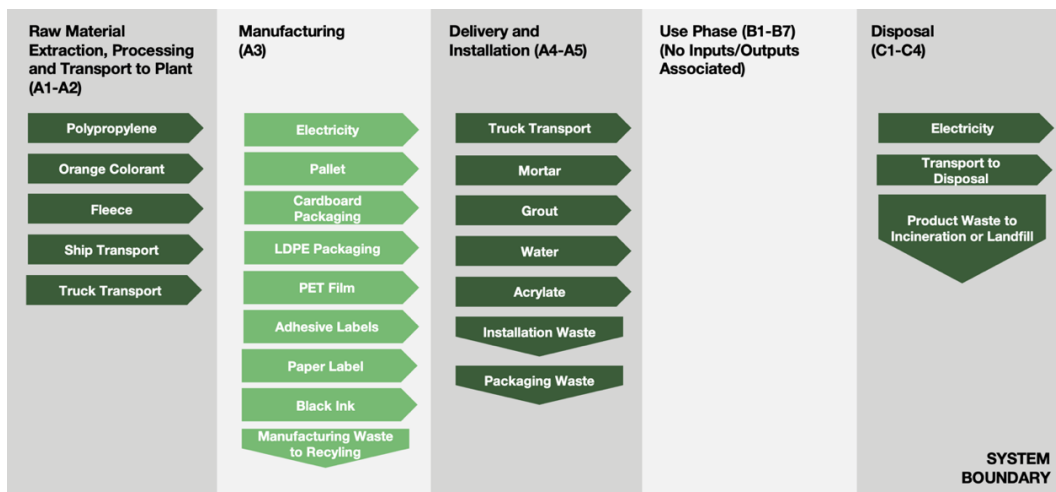 Raw Material
Extraction, Processing
and Transport to Plant
(A1-A2)
Polypropylene
Orange Colorant
Fleece
Ship Transport
Truck Transport
Manufacturing
(A3)
Electricity
Pallet
Cardboard
Packaging
LDPE Packaging
PET Film
Adhesive Labels
Paper Label
Black Ink
Manufacturing Waste
to Recyling
Delivery and
Installation (A4-A5)
Truck Transport
Mortar
Grout
Water
Acrylate
Installation Waste
Packaging Waste
Use Phase (B1-B7)
(No Inputs/Outputs
Associated)
Disposal
(C1-C4)
Electricity
Transport to
Disposal
Product Waste to
Incineration or Landfill
SYSTEM
BOUNDARY